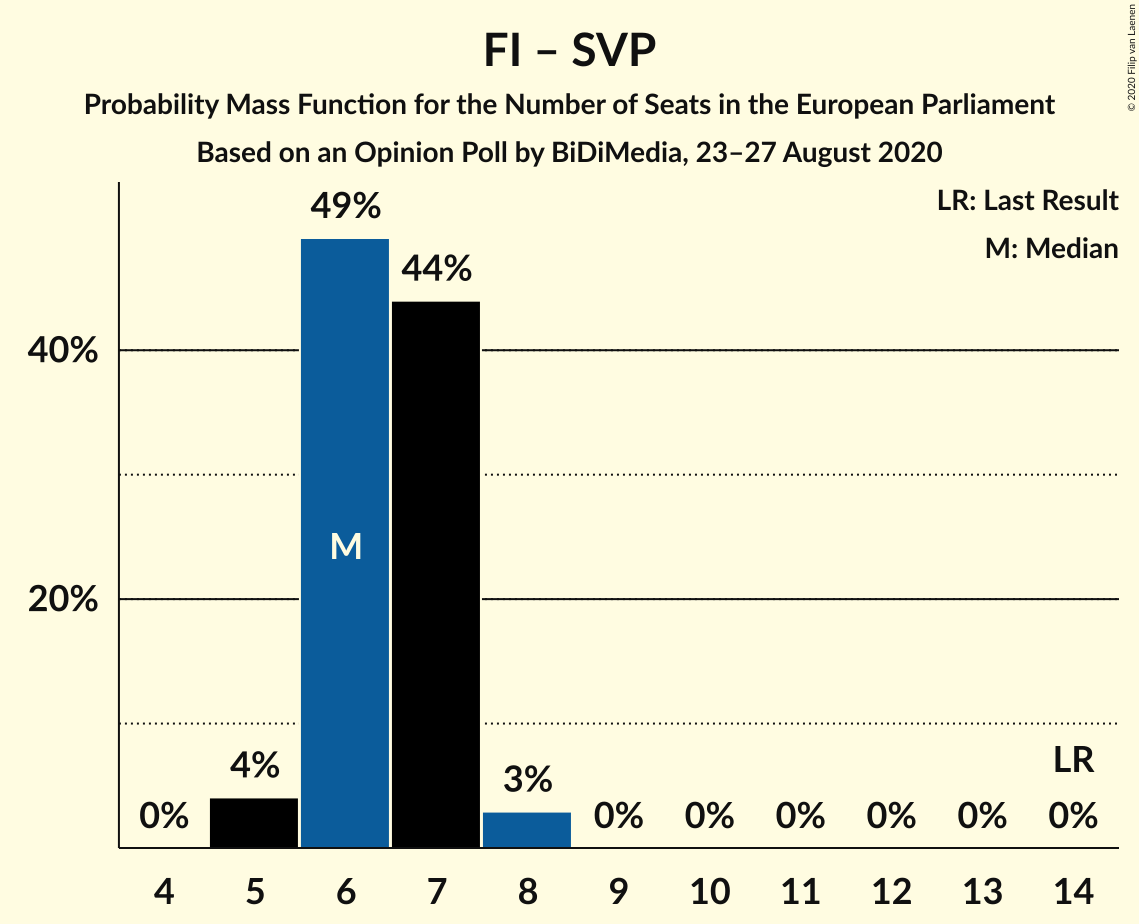 FI – SVP
Probability Mass Function for the Number of Seats in the European Parliament
Based on an Opinion Poll by BiDiMedia, 23–27 August 2020
© 2020 Filip van Laenen
LR: Last Result
M: Median
49%
44%
40%
M
20%
LR
4%
3%
0%
0%
0%
0%
0%
0%
0%
4 5 6 7 8 9 10 11 12 13 14